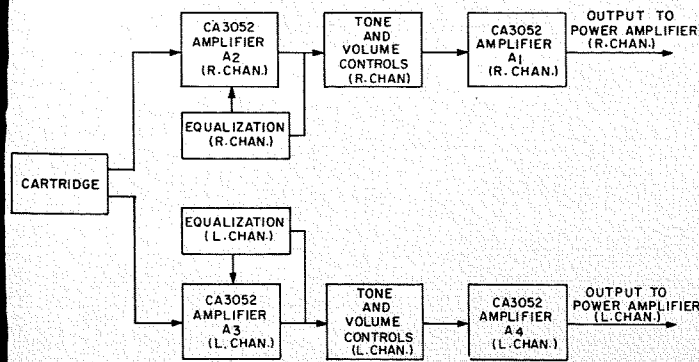 CA3052
AMPLIFIER
A2
(R.CHAN.)
TONE
AND
VOLUME
CONTROLS
(R.CHAN)
CA3052
AMPLIFIER
A1
(R.CHAN.)
OUTPUT TO
POWER AMPLIFIER
(R.CHAN.)
EQUALIZATION
(R.CHAN.)
CARTRIDGE
EQUALIZATION
(L.CHAN.)
CA3052
AMPLIFIER
A3
(L.CHAN.)
TONE
AND
VOLUME
CONTROLS
(L.CHAN.)
CA3052
AMPLIFIER
A4
(L.CHAN.)
OUTPUT TO
POWER AMPLIFIER
(L.CHAN.)